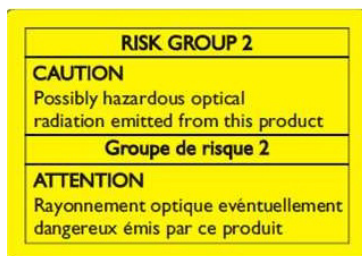 RISK GROUP 2
CAUTION
Possibly hazardous optical
radiation emitted from this product
Groupe de risque 2
ATTENTION
Rayonnement optique evéntuellement
dangereux émis par ce produit